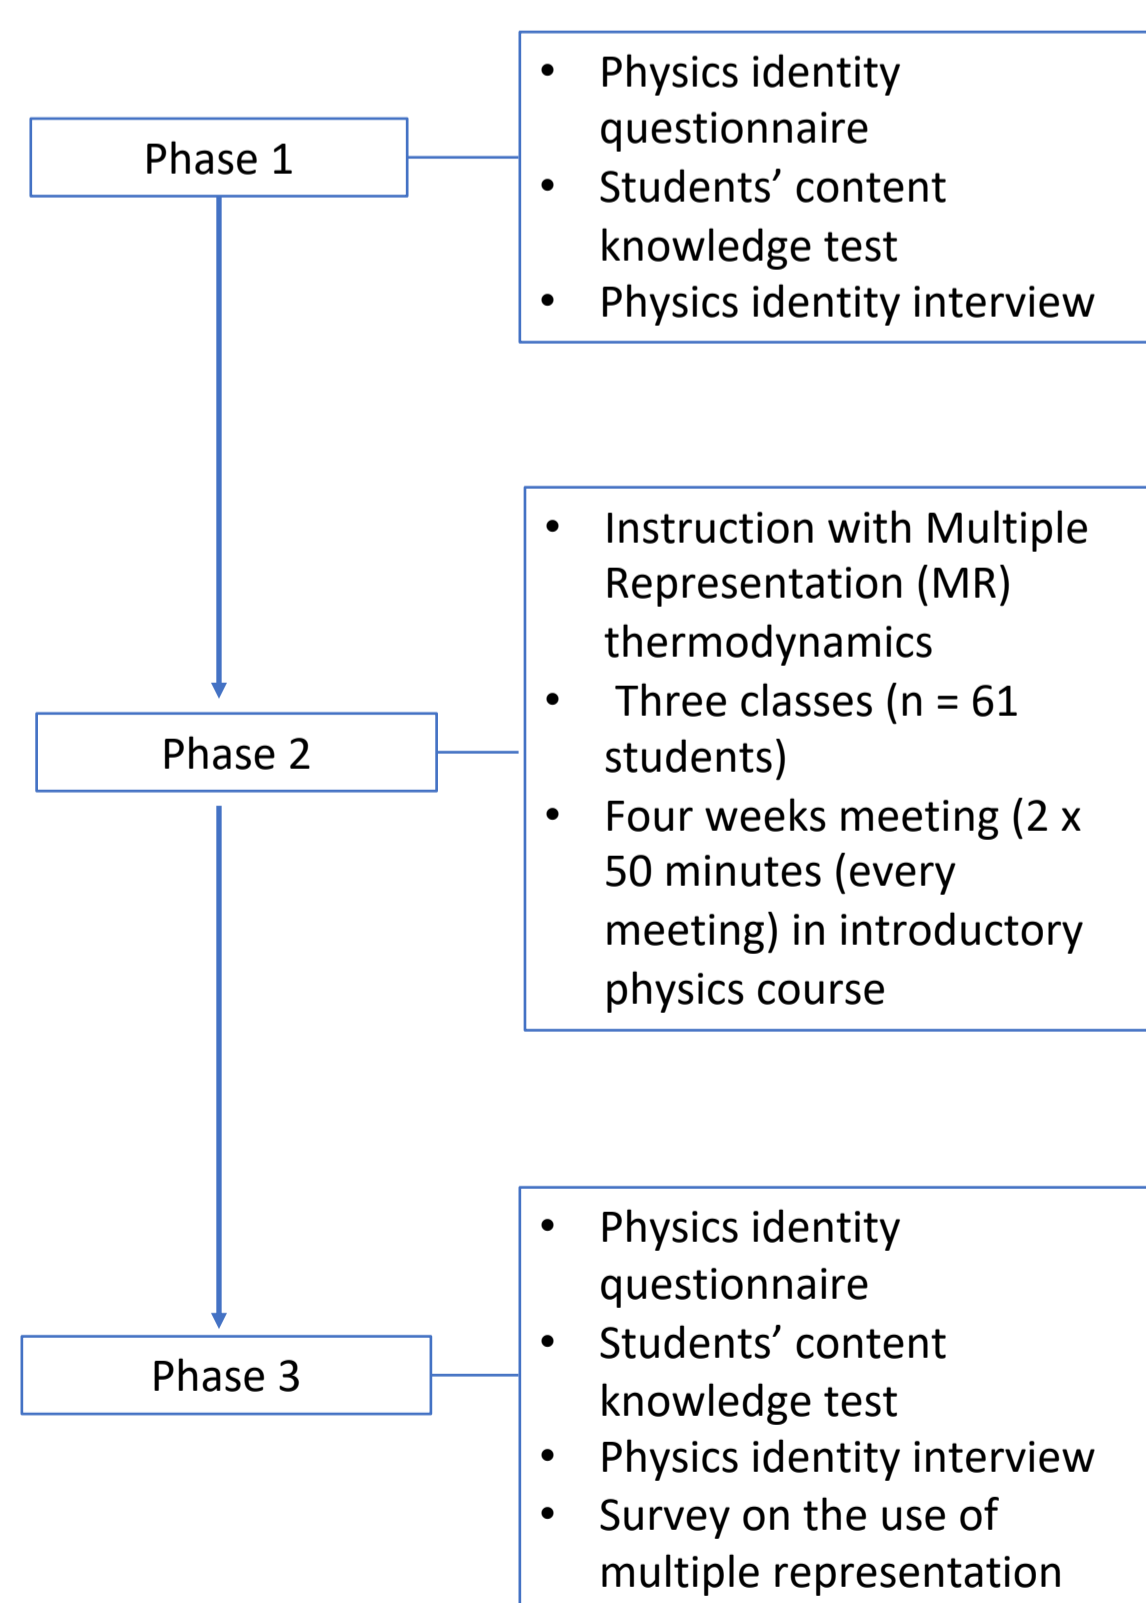 Phase 1
• Physics identity
questionnaire
• Students’ content
knowledge test
• Physics identity interview
Phase 2
• Instruction with Multiple
Representation (MR)
thermodynamics
• Three classes (n = 61
students)
• Four weeks meeting (2 x
50 minutes (every
meeting) in introductory
physics course
Phase 3
• Physics identity
questionnaire
• Students’ content
knowledge test
• Physics identity interview
• Survey on the use of
multiple representation